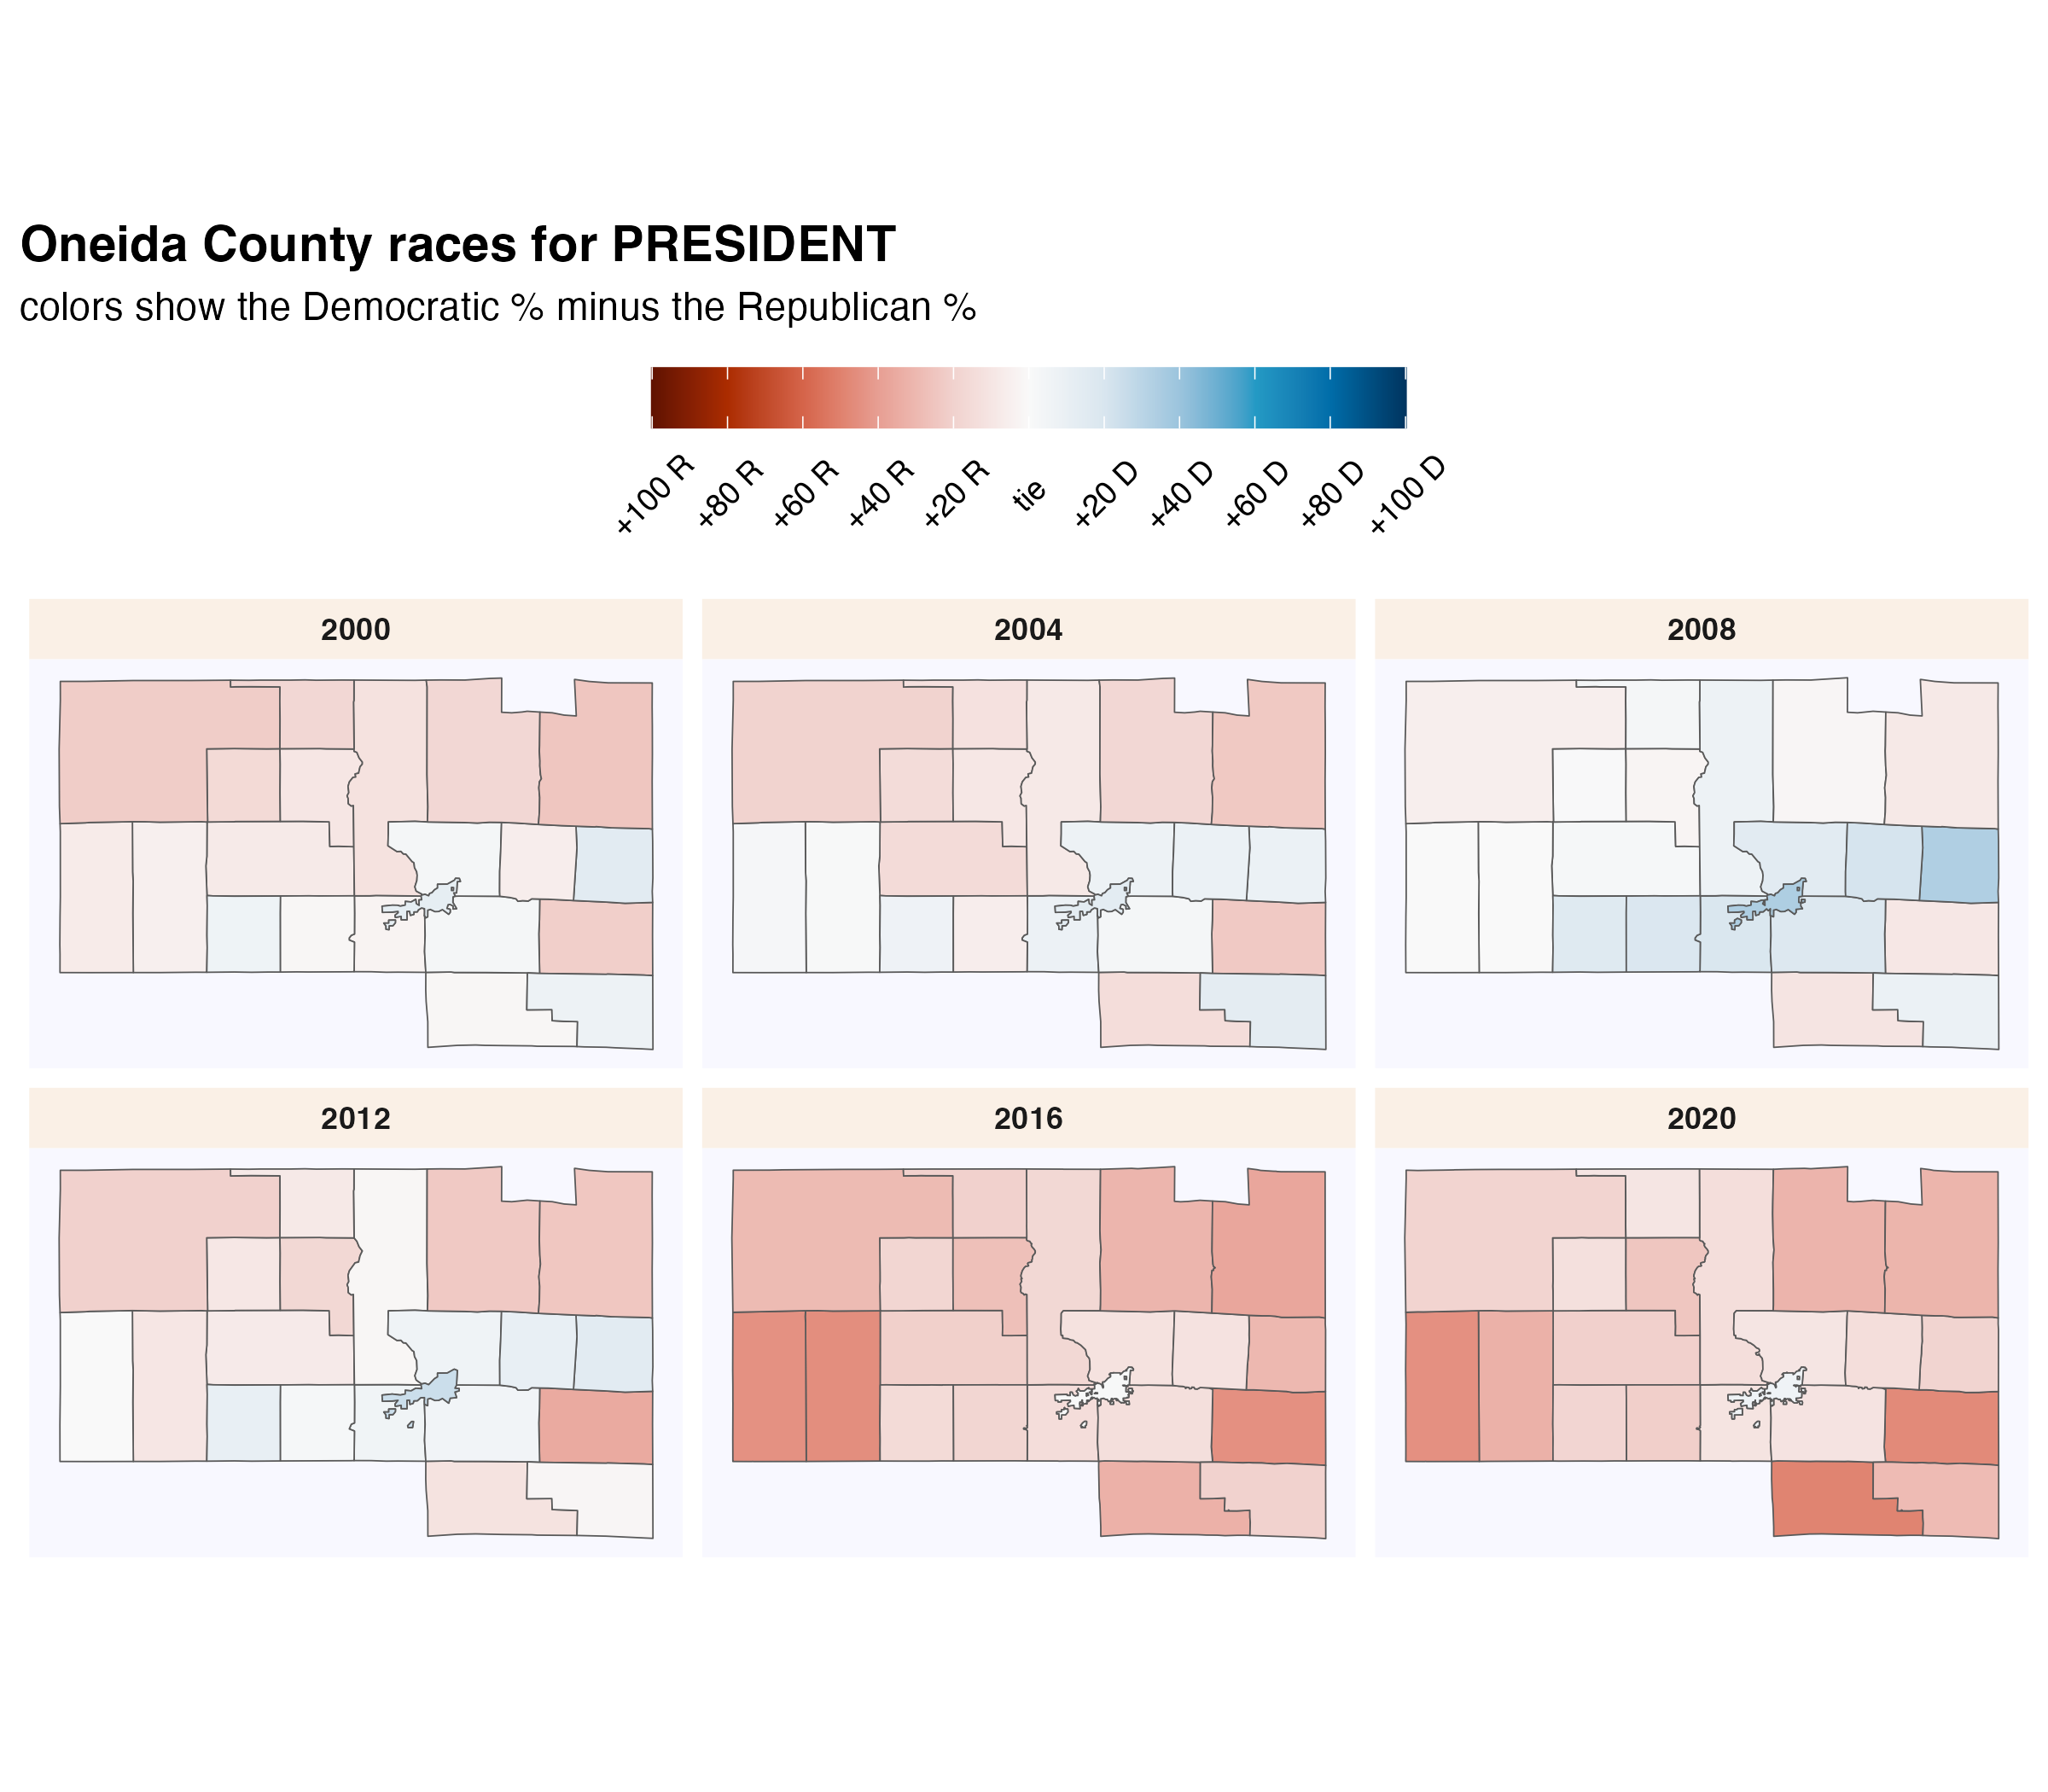 Oneida County races for PRESIDENT
colors show the Democratic % minus the Republican %
+100 R
+80 R
+60 R
+40 R
+20 R
tie
+20 D
+40 D
+60 D
+80 D
+100 D
2000
2004
2008
2012
2016
2020